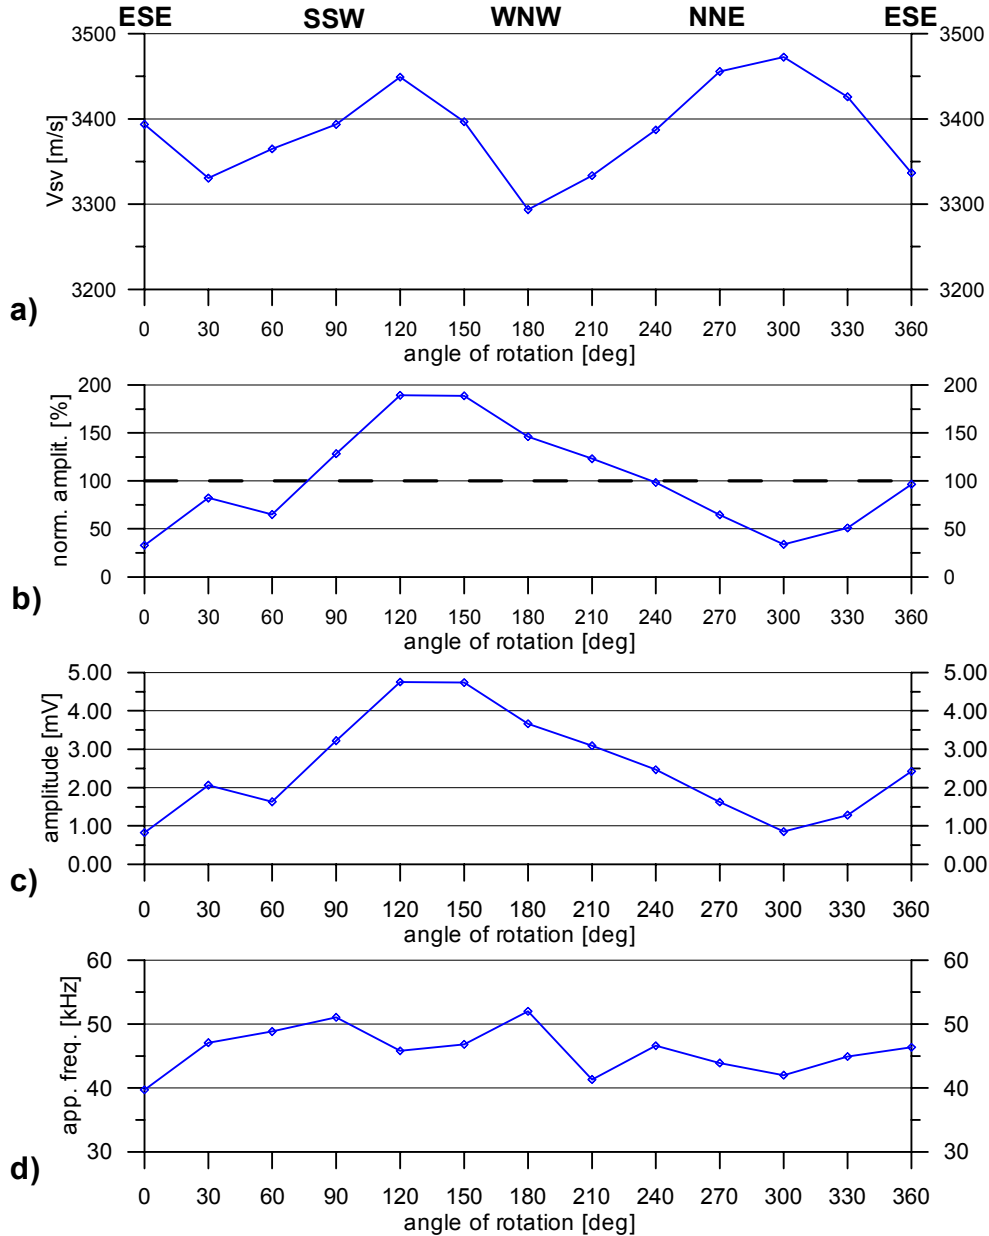 ESE SSW WNW NNE ESE
3500 3500
3400 3400
3300 3300
3200 3200
Vsv [m/s]
a)
0 30 60 90 120 150 180 210 240 270 300 330 360
angle of rotation [deg]
200 200
150 150
100 100
50 50
0 0
norm. amplit. [%]
b)
0 30 60 90 120 150 180 210 240 270 300 330 360
angle of rotation [deg]
5.00 5.00
4.00 4.00
3.00 3.00
2.00 2.00
1.00 1.00
0.00 0.00
amplitude [mV]
c)
0 30 60 90 120 150 180 210 240 270 300 330 360
angle of rotation [deg]
60 60
50 50
40 40
30 30
app. freq. [kHz]
d)
0 30 60 90 120 150 180 210 240 270 300 330 360
angle of rotation [deg]